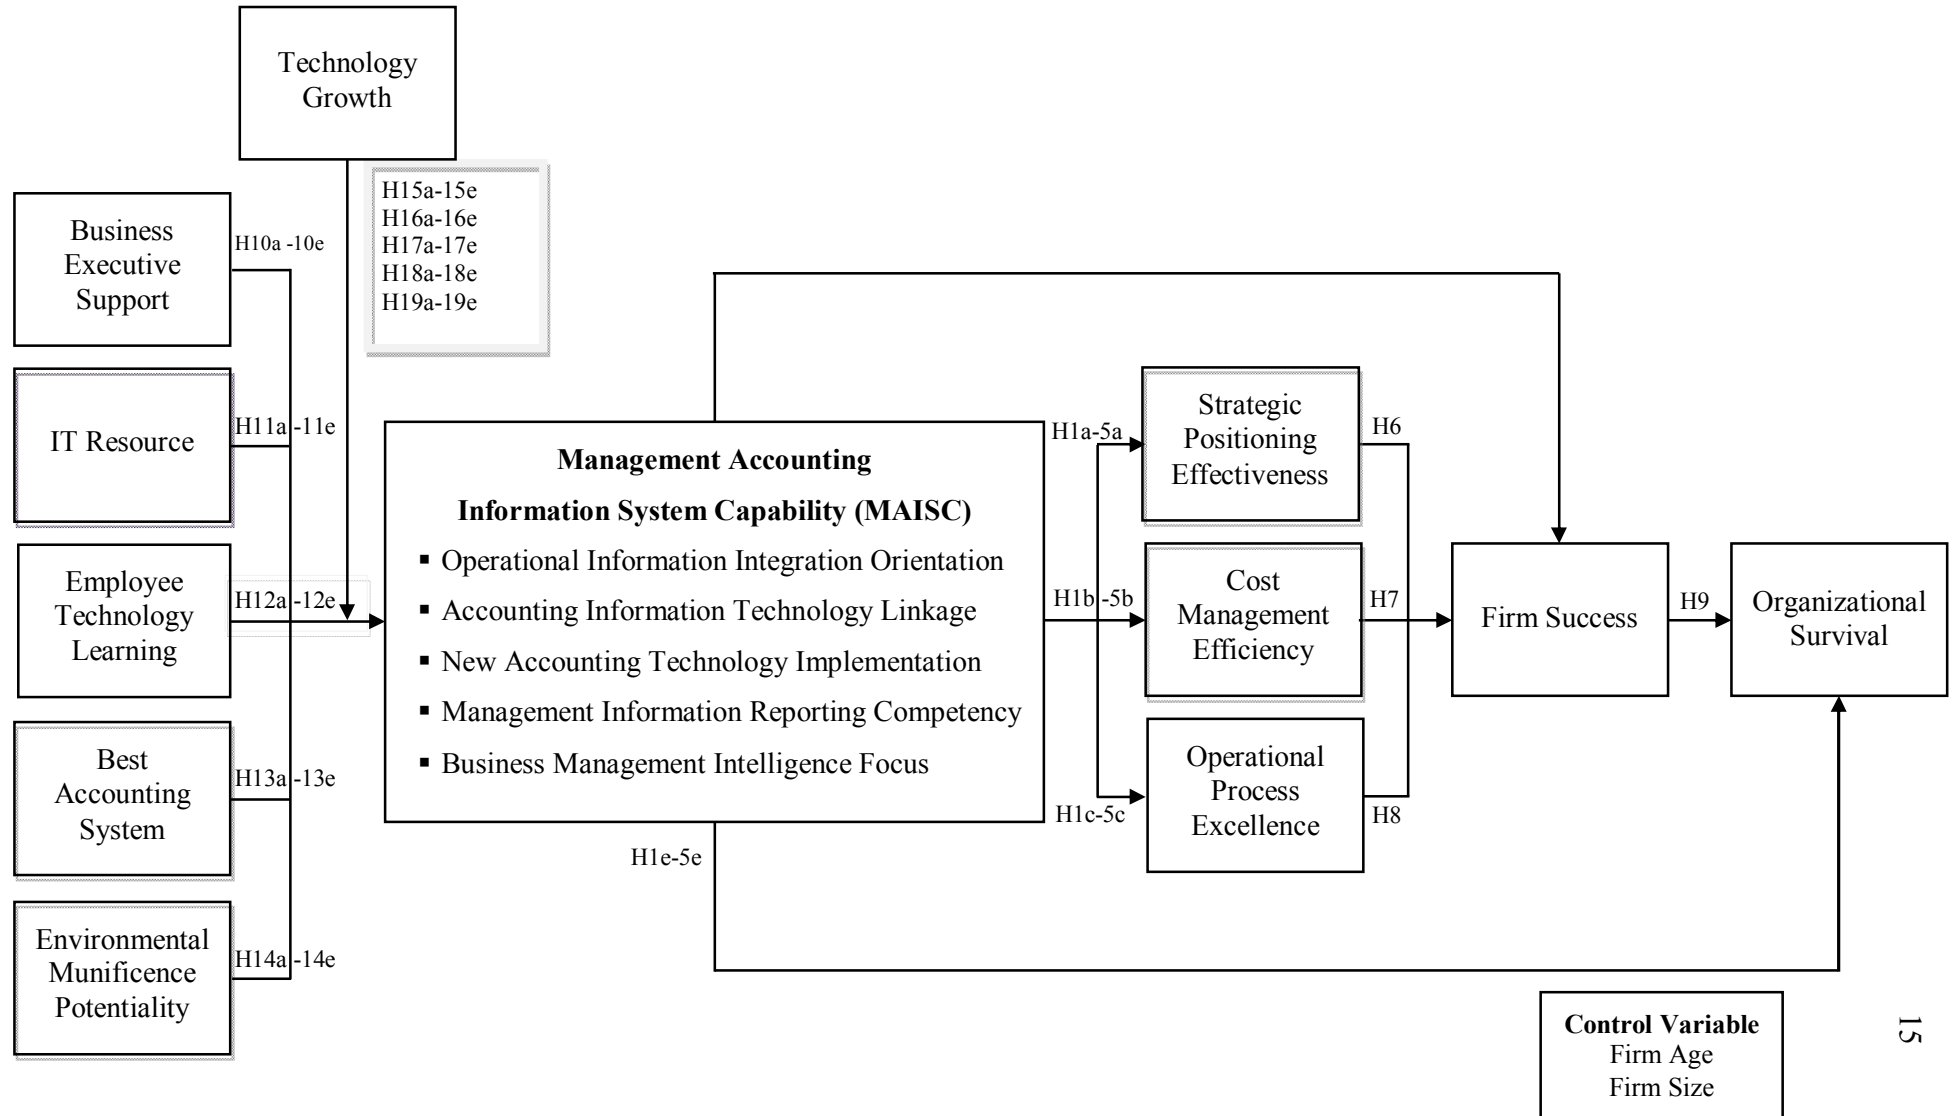 Technology
Growth
H15a-15e
H16a-16e
H17a-17e
H18a-18e
H19a-19e
Business
Executive
Support
H10a -10e
IT Resource
H11a -11e
Employee
Technology
Learning
H12a -12e
Best
Accounting
System
H13a -13e
Environmental
Munificence
Potentiality
H14a -14e
Management Accounting
Information System Capability (MAISC)
▪ Operational Information Integration Orientation
▪ Accounting Information Technology Linkage
▪ New Accounting Technology Implementation
▪ Management Information Reporting Competency
▪ Business Management Intelligence Focus
H1a-5a
H1b -5b
H1c-5c
H1e-5e
Strategic
Positioning
Effectiveness
H6
Cost
Management
Efficiency
H7
Operational
Process
Excellence
H8
Firm Success
H9
Organizational
Survival
Control Variable
Firm Age
Firm Size
15